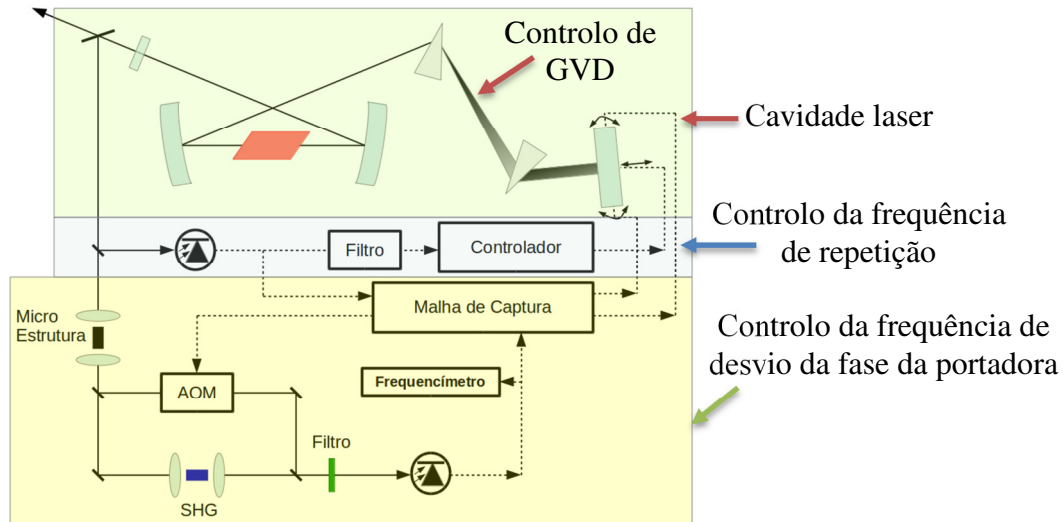 Controlo de
GVD
Cavidade laser
Controlo da frequência
de repetição
Filtro
Controlador
Malha de Captura
Micro
Estrutura
Controlo da frequência de
desvio da fase da portadora
Frequencímetro
AOM
Filtro
SHG